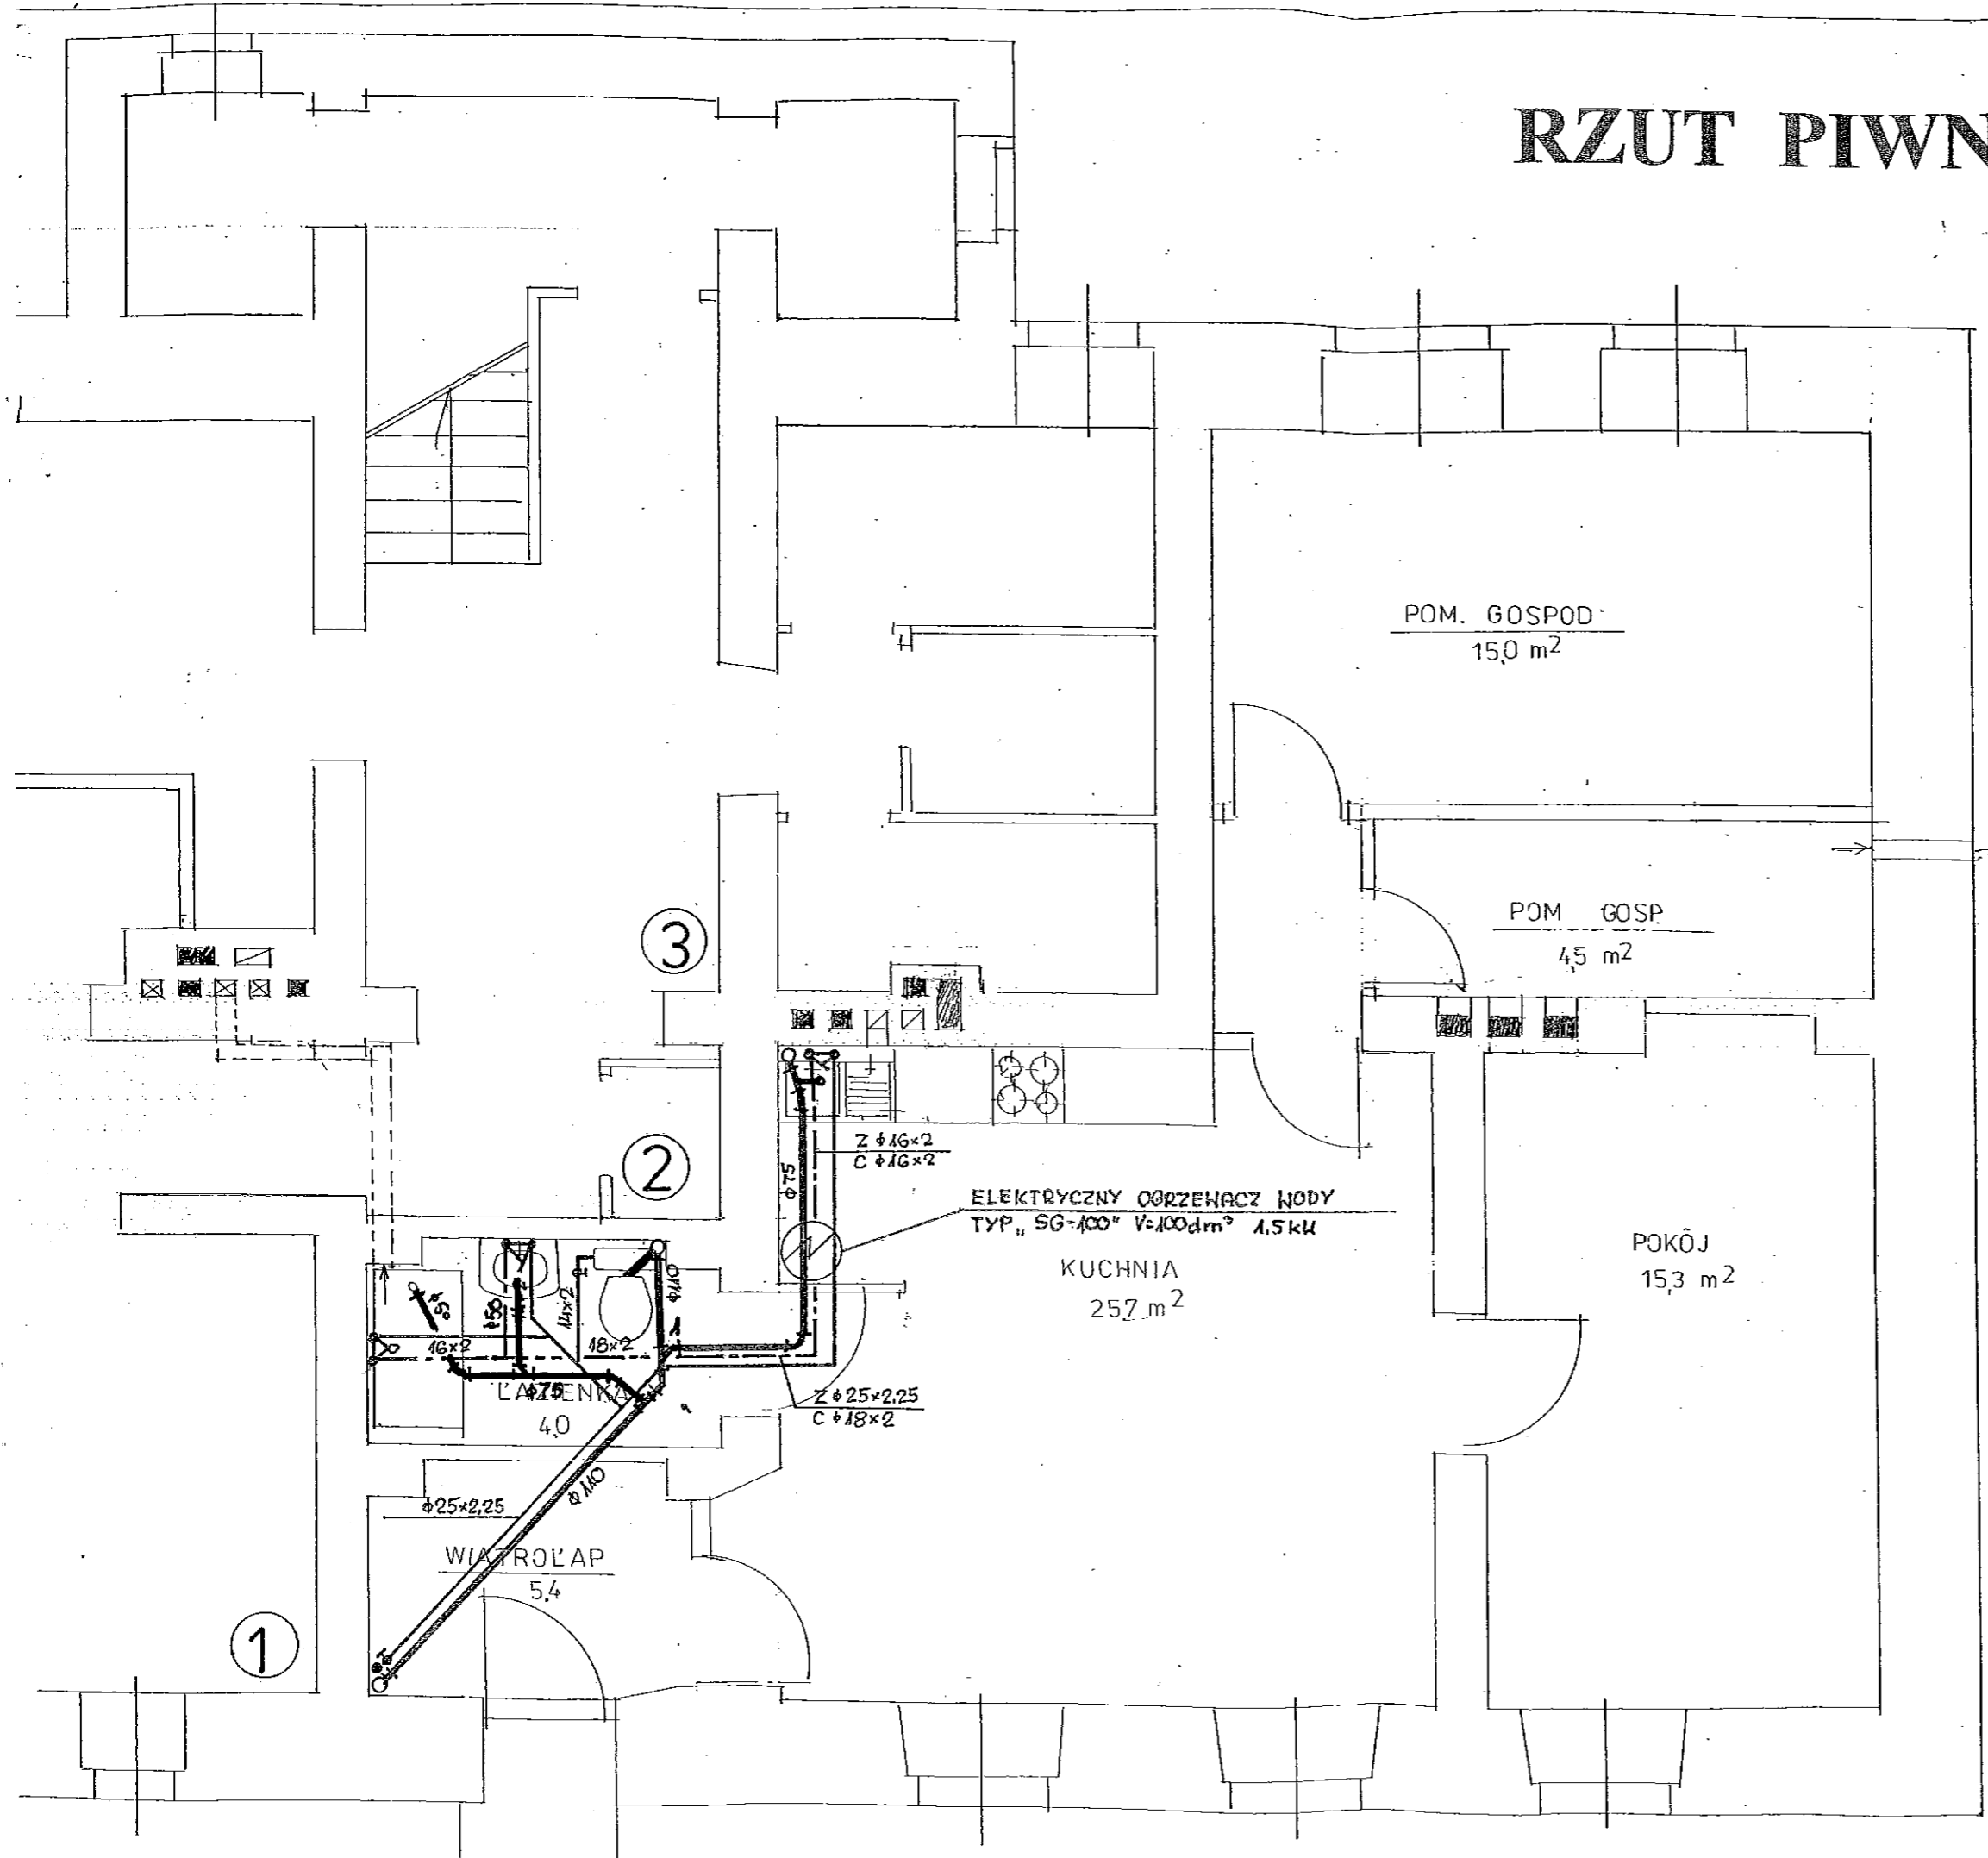 RZUT PIWN
POM. GOSPOD.
15,0 m²
POM GOSP.
4,5 m²
3
2
Z ϕ16×2
C ϕ16×2
ϕ75
ELEKTRYCZNY OGRZEWACZ WODY
TYP „SG-100" V=100dm³ 1.5kW
KUCHNIA
25,7 m²
POKÓJ
15,3 m²
ϕ110
ϕ50
ϕ50
14×2
16×2
18×2
ϕ75
ŁAZIENKA
4,0
Z ϕ25×2,25
C ϕ18×2
ϕ110
ϕ25×2,25
WIATROŁAP
5,4
1